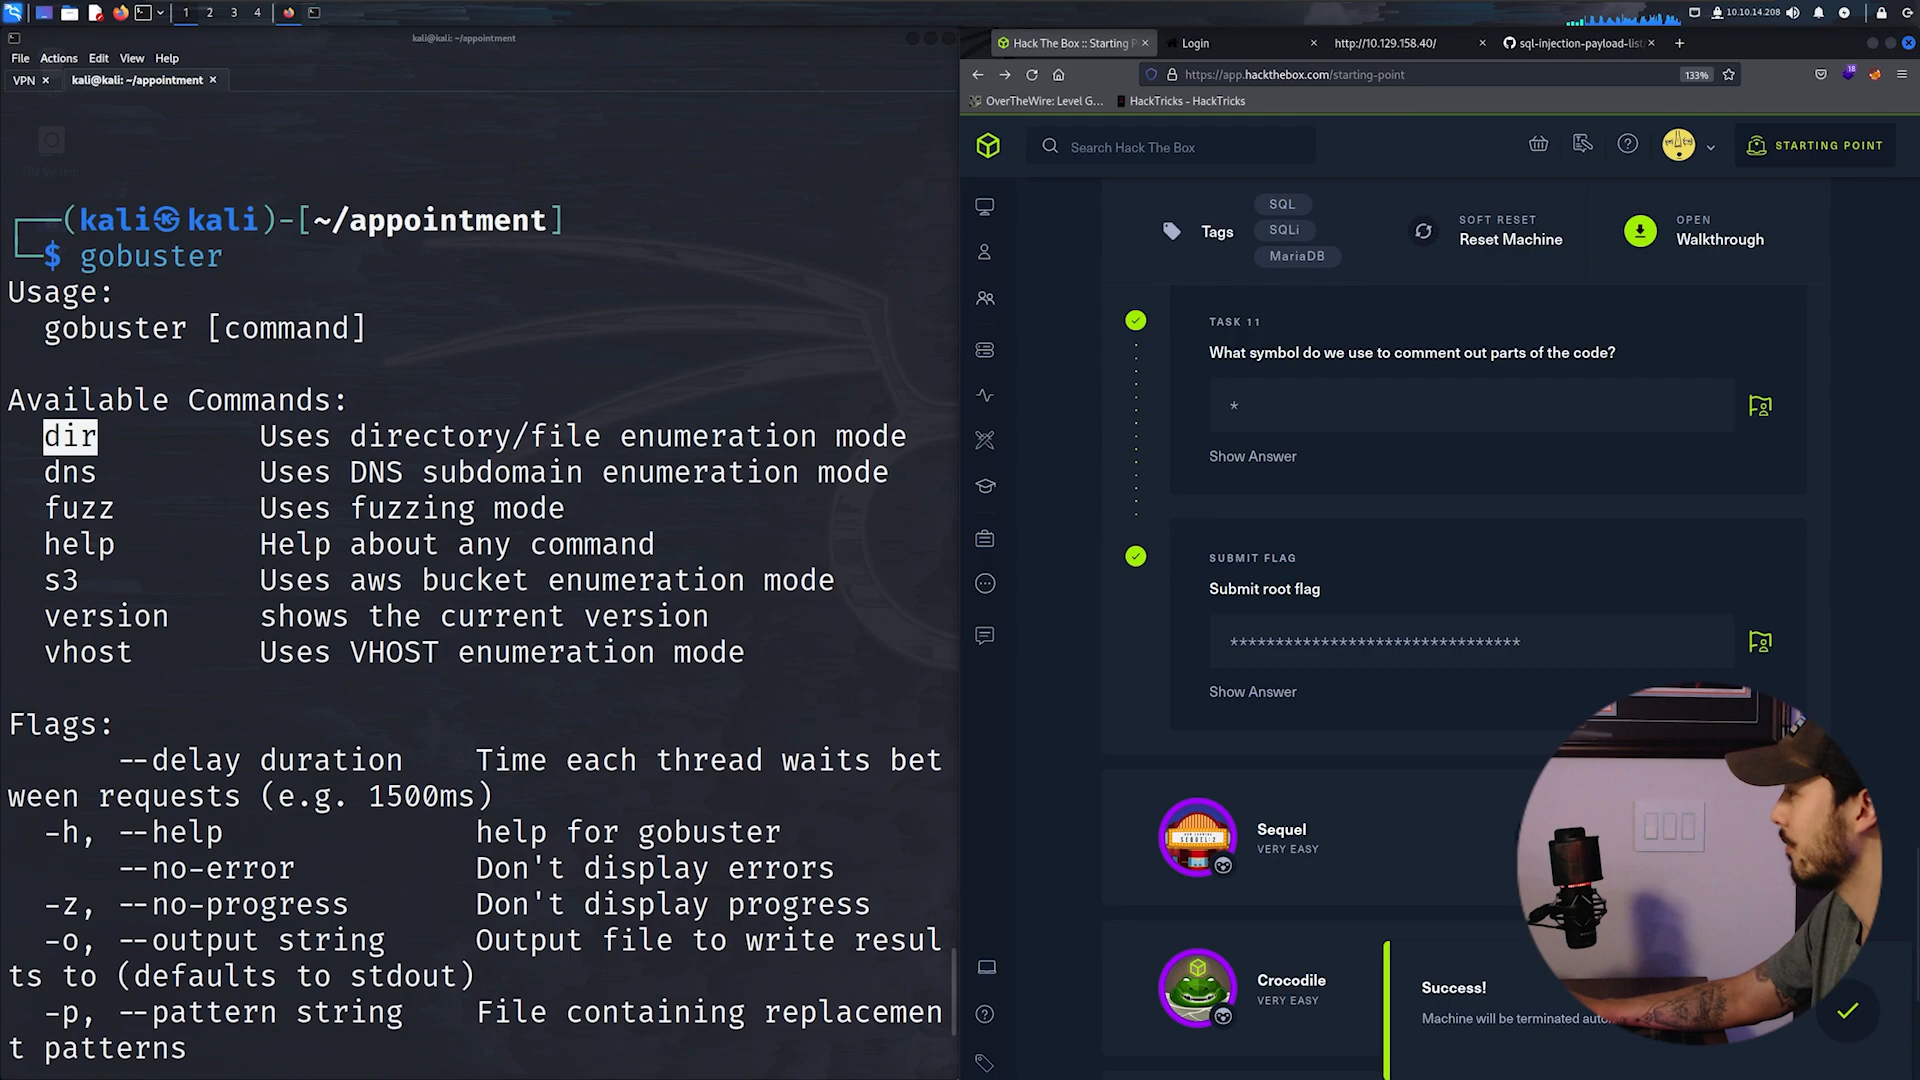 1 2 3 4
10.10.14.208
kali@kali: ~/appointment
File Actions Edit View Help
VPN × kali@kali: ~/appointment ×
(kali㉿kali)-[~/appointment]
$ gobuster
Usage:
gobuster [command]
Available Commands:
dir Uses directory/file enumeration mode
dns Uses DNS subdomain enumeration mode
fuzz Uses fuzzing mode
help Help about any command
s3 Uses aws bucket enumeration mode
version shows the current version
vhost Uses VHOST enumeration mode
Flags:
--delay duration Time each thread waits bet
ween requests (e.g. 1500ms)
-h, --help help for gobuster
--no-error Don't display errors
-z, --no-progress Don't display progress
-o, --output string Output file to write resul
ts to (defaults to stdout)
-p, --pattern string File containing replacemen
t patterns
Hack The Box :: Starting P × Login × http://10.129.158.40/ × sql-injection-payload-list × +
https://app.hackthebox.com/starting-point 133% 18
OverTheWire: Level G... HackTricks - HackTricks
Search Hack The Box STARTING POINT
Tags
SQL
SQLi
MariaDB
SOFT RESET
Reset Machine
OPEN
Walkthrough
TASK 11
What symbol do we use to comment out parts of the code?
*
Show Answer
SUBMIT FLAG
Submit root flag
********************************
Show Answer
Sequel
VERY EASY
Crocodile
VERY EASY
Success!
Machine will be terminated